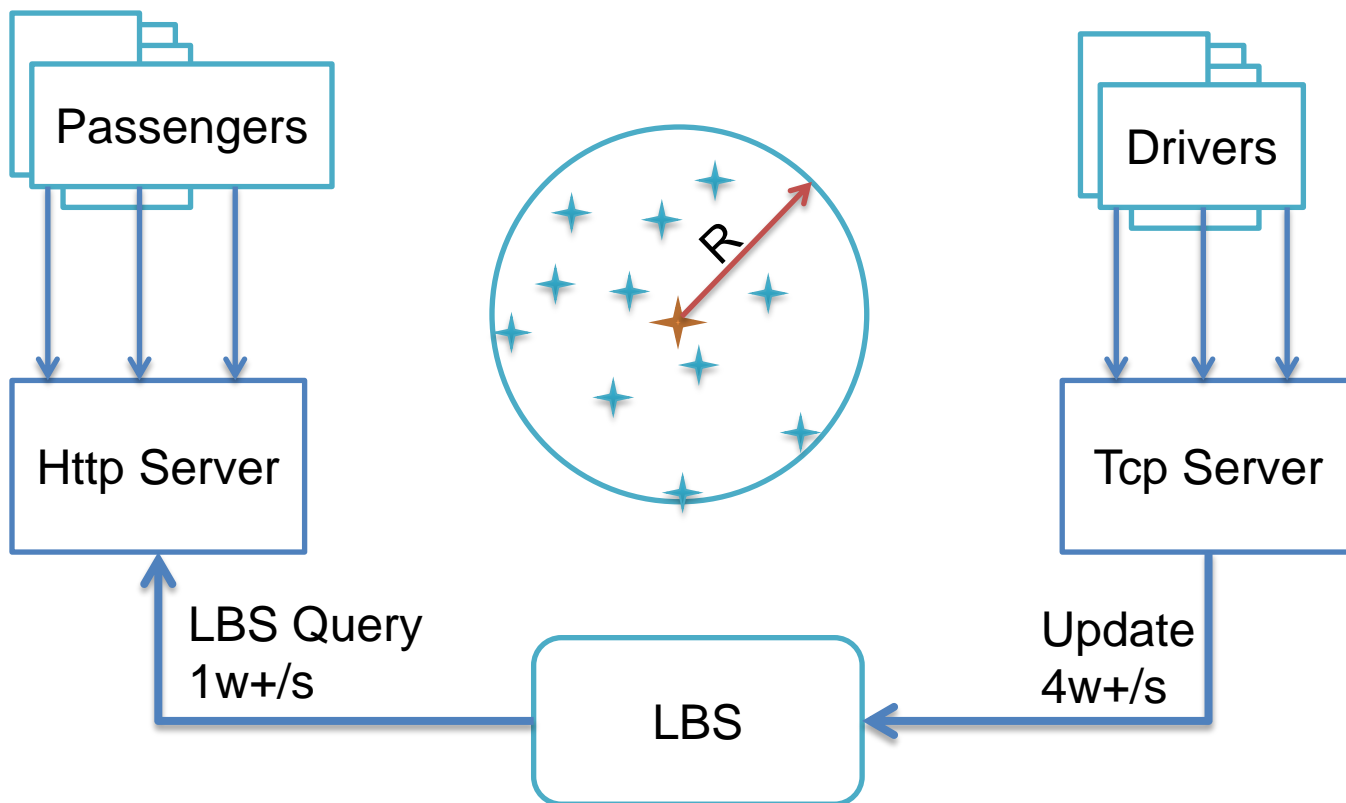 Passengers
Drivers
R
Http Server
Tcp Server
LBS Query
1w+/s
Update
4w+/s
LBS